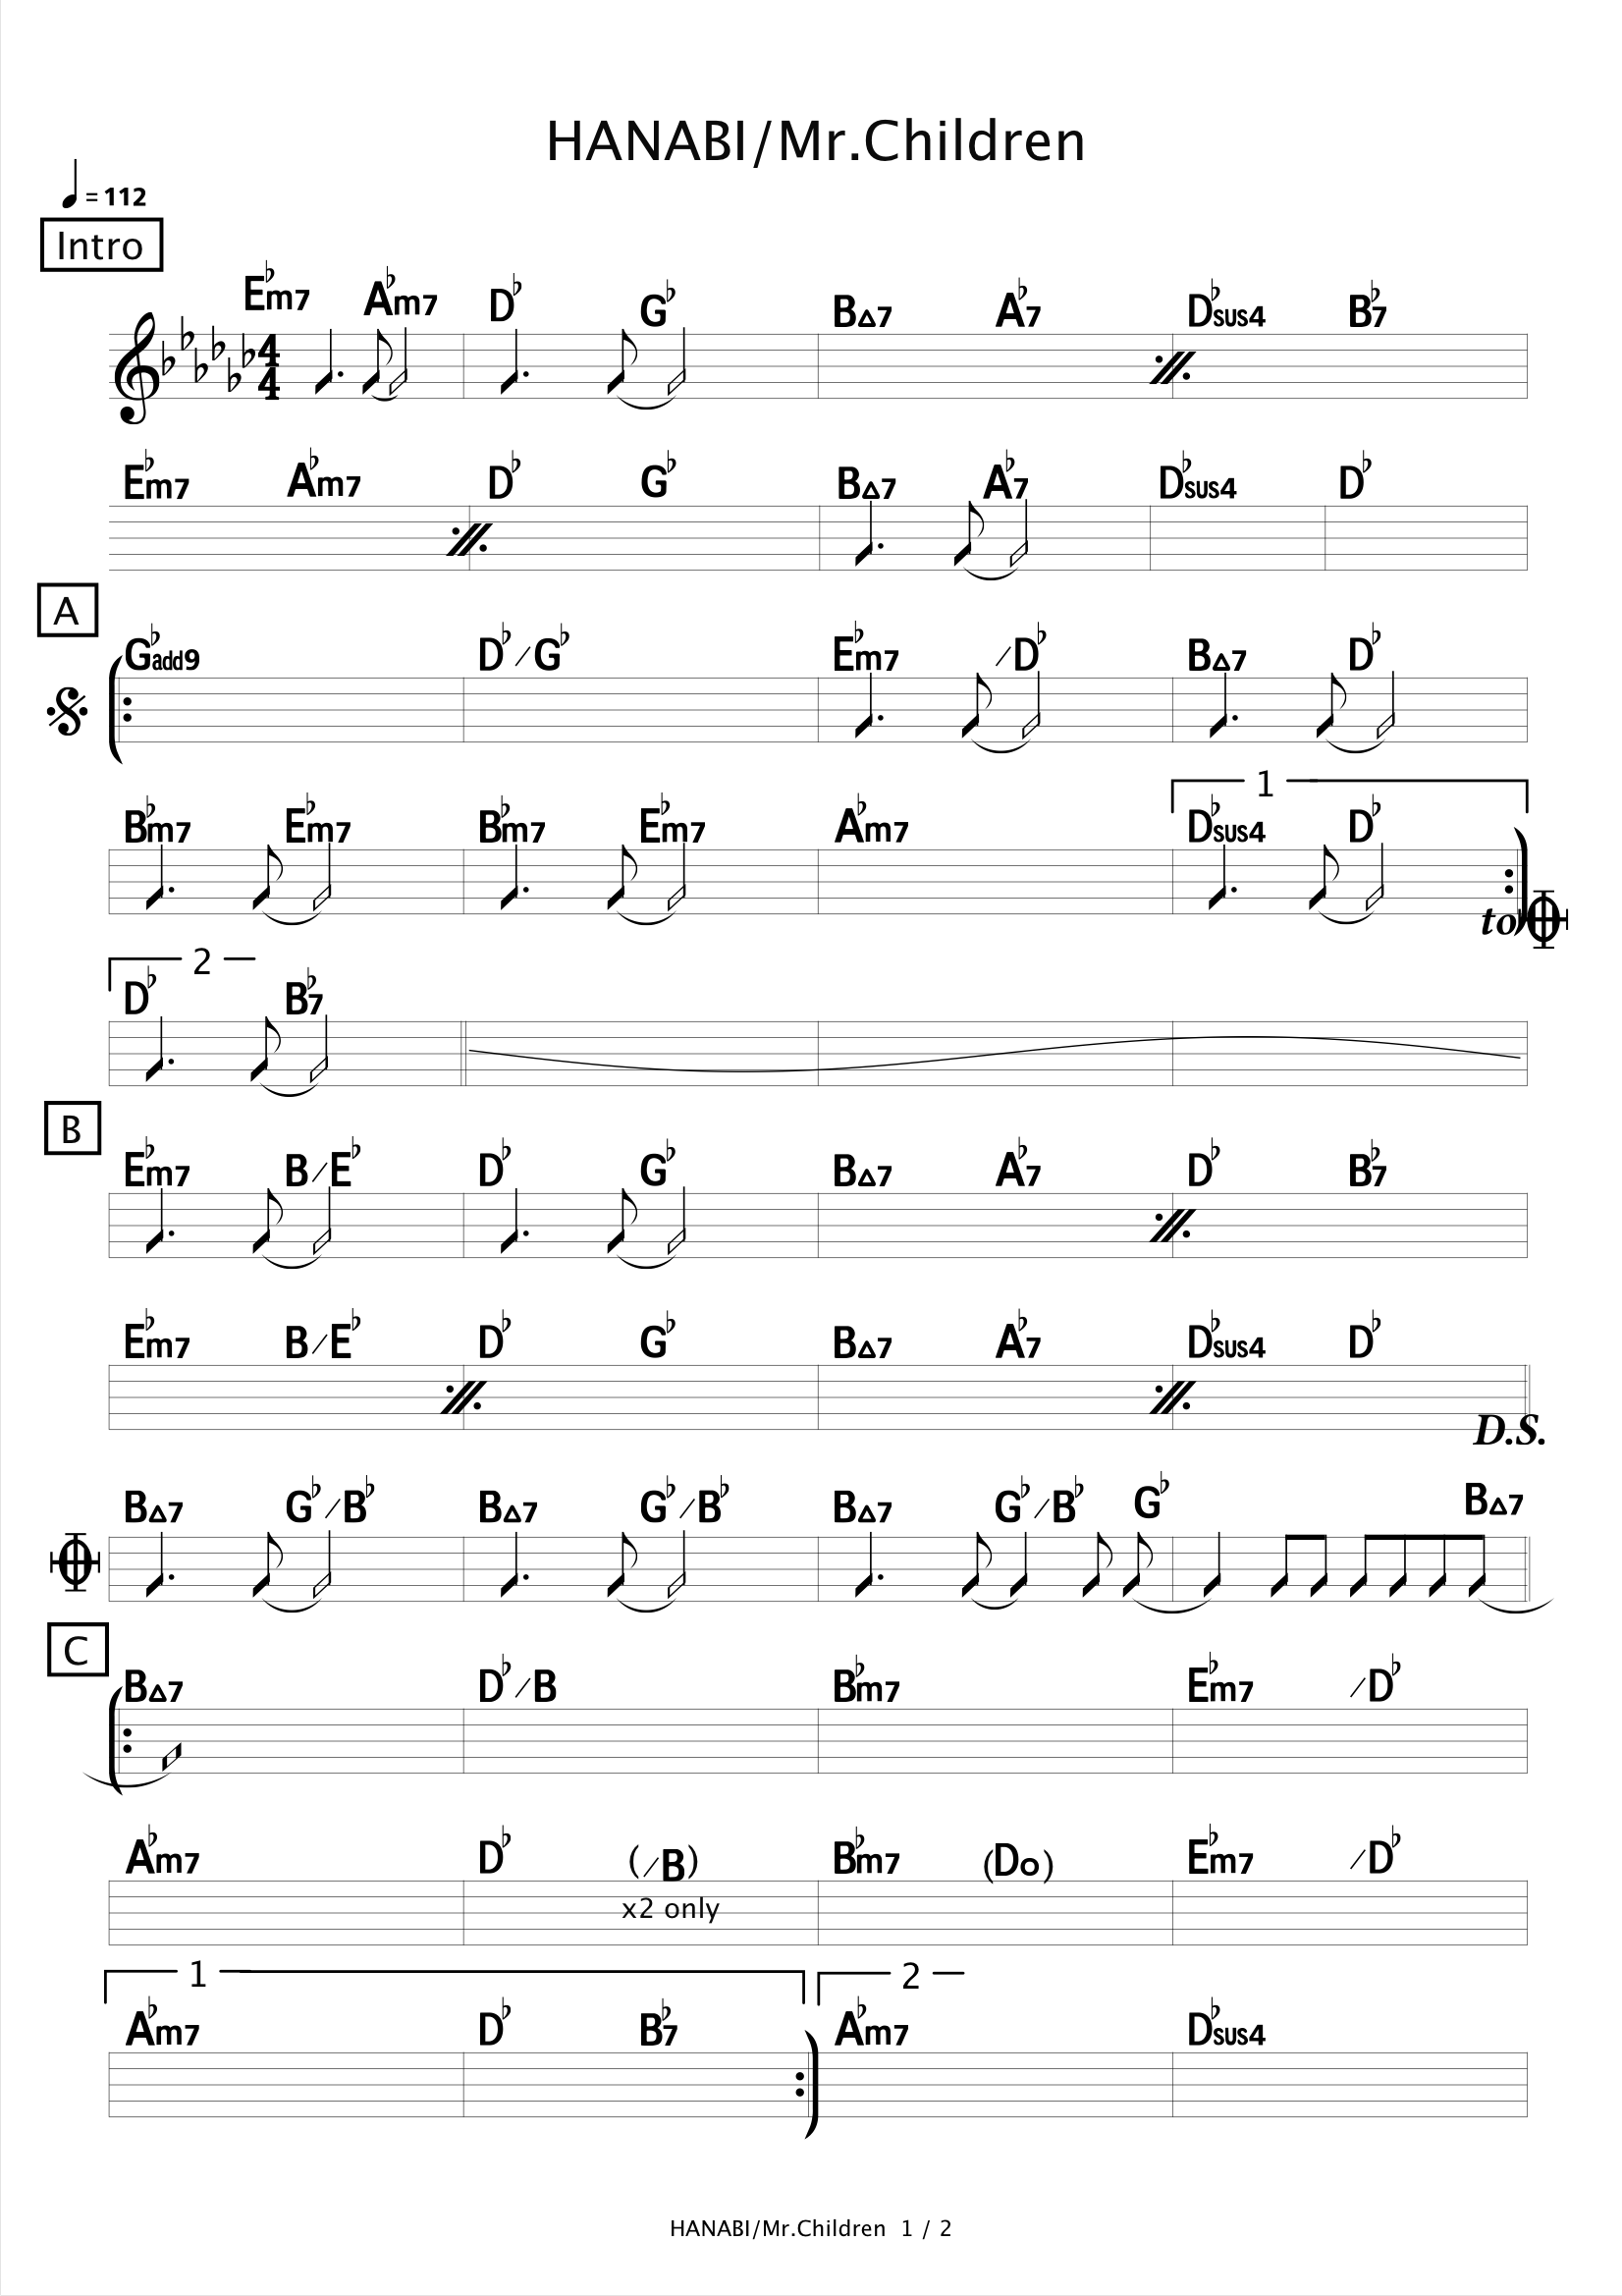 HANABI/Mr.Children
♩ = 112
Intro
E♭m7 A♭m7 D♭ G♭ B△7 A♭7 D♭sus4 B♭7
4
4
E♭m7 A♭m7 D♭ G♭ B△7 A♭7 D♭sus4 D♭
A
G♭add9 D♭/G♭ E♭m7 /D♭ B△7 D♭
1
B♭m7 E♭m7 B♭m7 E♭m7 A♭m7 D♭sus4 D♭
to
2
D♭ B♭7
B
E♭m7 B/E♭ D♭ G♭ B△7 A♭7 D♭ B♭7
E♭m7 B/E♭ D♭ G♭ B△7 A♭7 D♭sus4 D♭
D.S.
B△7 G♭/B♭ B△7 G♭/B♭ B△7 G♭/B♭ G♭ B△7
C
B△7 D♭/B B♭m7 E♭m7 /D♭
A♭m7 D♭ (/B) B♭m7 (Do) E♭m7 /D♭
x2 only
1 2
A♭m7 D♭ B♭7 A♭m7 D♭sus4
HANABI/Mr.Children 1 / 2